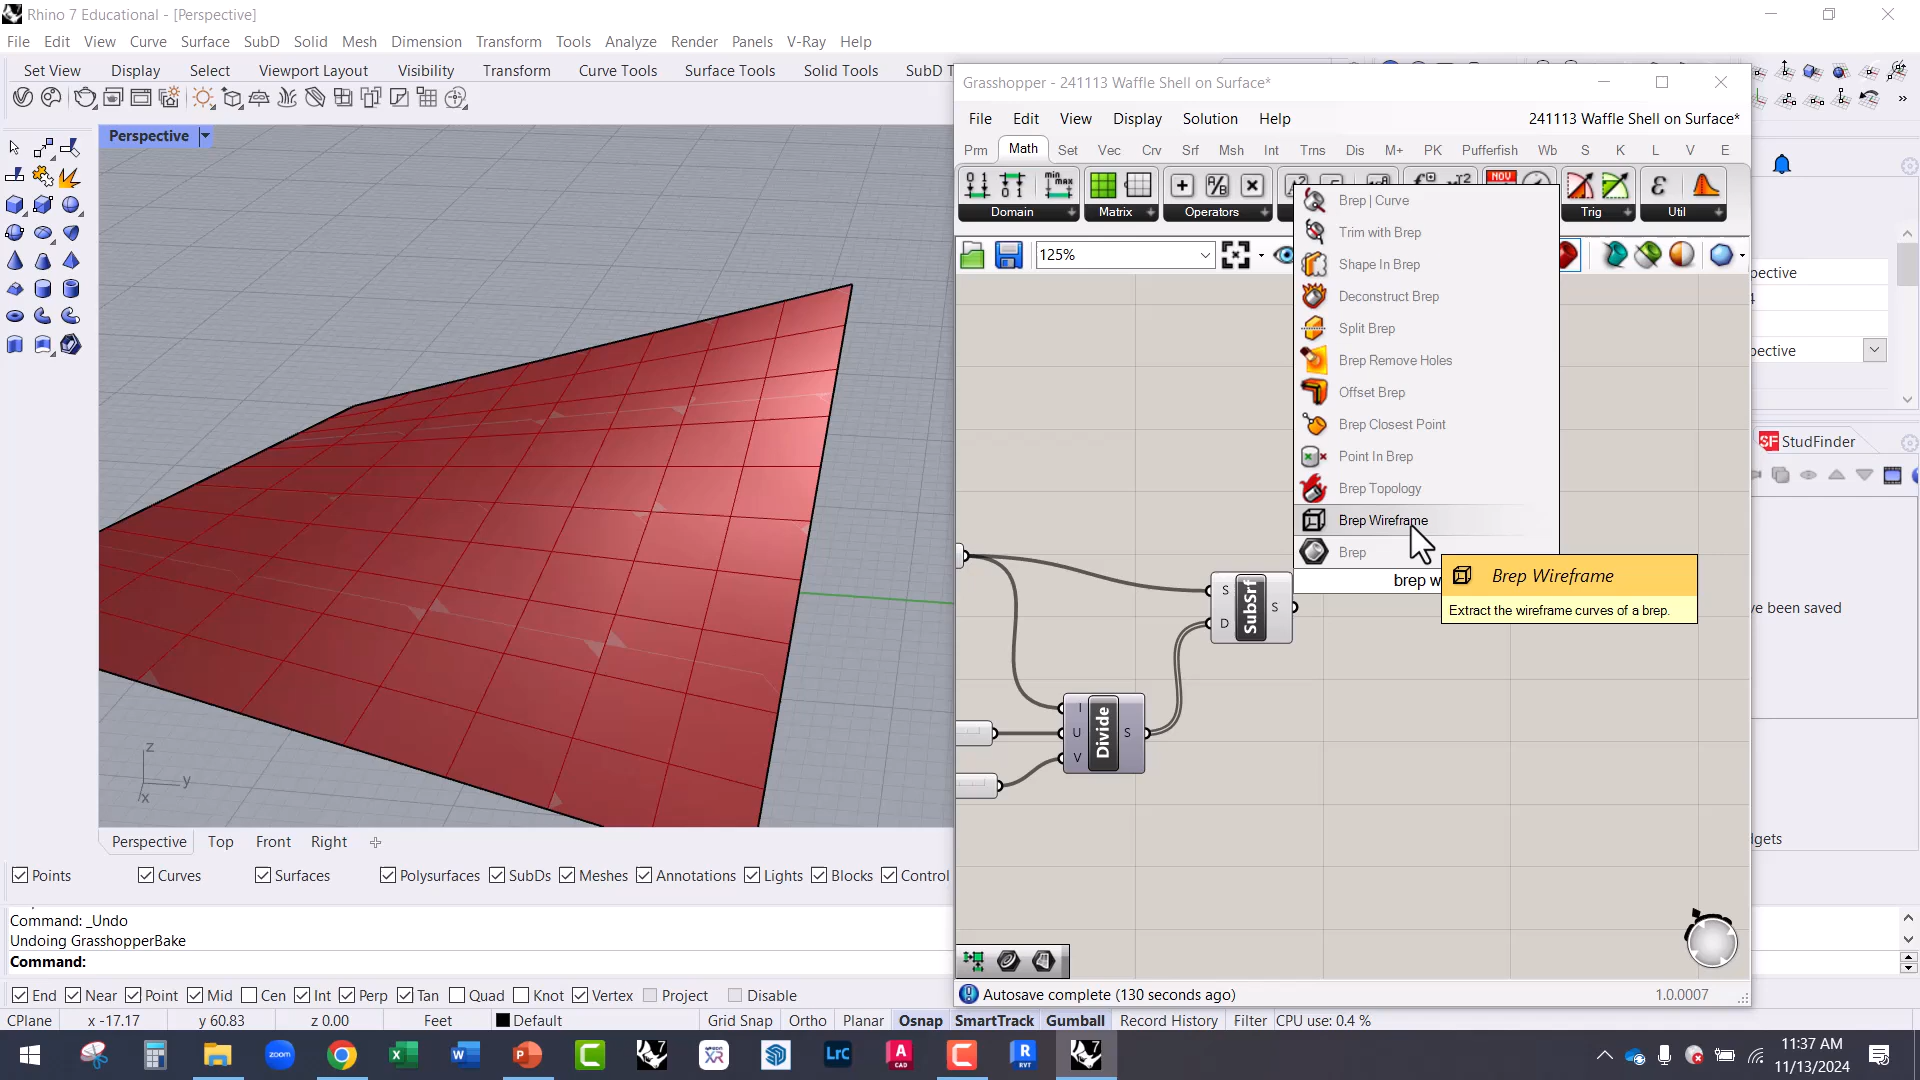 Rhino 7 Educational - [Perspective]
File Edit View Curve Surface SubD Solid Mesh Dimension Transform Tools Analyze Render Panels V-Ray Help
Set View Display Select Viewport Layout Visibility Transform Curve Tools Surface Tools Solid Tools SubD T
Perspective
Grasshopper - 241113 Waffle Shell on Surface*
File Edit View Display Solution Help 241113 Waffle Shell on Surface*
Prm Math Set Vec Crv Srf Msh Int Trns Dis M+ PK Pufferfish Wb S K L V E
Domain Matrix Operators Trig Util
125%
Brep | Curve
Trim with Brep
Shape In Brep
Deconstruct Brep
Split Brep
Brep Remove Holes
Offset Brep
Brep Closest Point
Point In Brep
Brep Topology
Brep Wireframe
Brep
brep w
Brep Wireframe
Extract the wireframe curves of a brep.
S D SubSrf S
I U V Divide S
Autosave complete (130 seconds ago) 1.0.0007
pective
4
pective
StudFinder
ve been saved
dgets
z y x
Perspective Top Front Right
Points Curves Surfaces Polysurfaces SubDs Meshes Annotations Lights Blocks Control
Command: _Undo
Undoing GrasshopperBake
Command:
End Near Point Mid Cen Int Perp Tan Quad Knot Vertex Project Disable
CPlane x -17.17 y 60.83 z 0.00 Feet Default Grid Snap Ortho Planar Osnap SmartTrack Gumball Record History Filter CPU use: 0.4 %
11:37 AM
11/13/2024